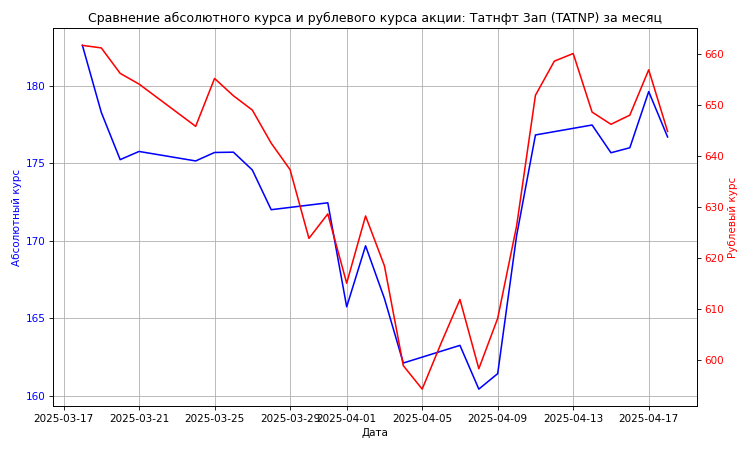 Сравнение абсолютного курса и рублевого курса акции: Татнфт 3ап (TATNP) за месяц
Абсолютный курс
180
175
170
165
160
660
650
640
630
620
610
600
Рублевый курс
2025-03-17 2025-03-21 2025-03-25 2025-03-29 2025-04-01 2025-04-05 2025-04-09 2025-04-13 2025-04-17
Дата